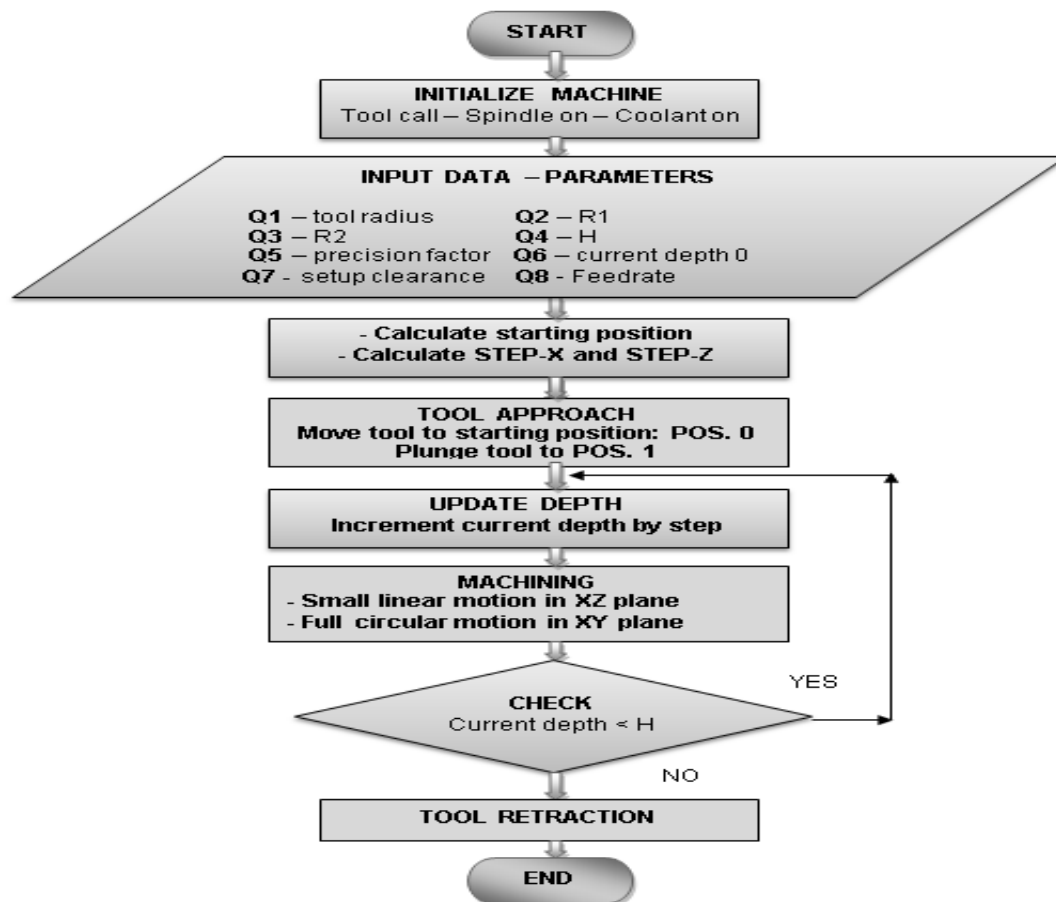 START
INITIALIZE MACHINE
Tool call – Spindle on – Coolant on
INPUT DATA – PARAMETERS
Q1 – tool radius Q2 – R1
Q3 – R2 Q4 – H
Q5 – precision factor Q6 – current depth 0
Q7 - setup clearance Q8 - Feedrate
- Calculate starting position
- Calculate STEP-X and STEP-Z
TOOL APPROACH
Move tool to starting position: POS. 0
Plunge tool to POS. 1
UPDATE DEPTH
Increment current depth by step
MACHINING
- Small linear motion in XZ plane
- Full circular motion in XY plane
YES
CHECK
Current depth < H
NO
TOOL RETRACTION
END